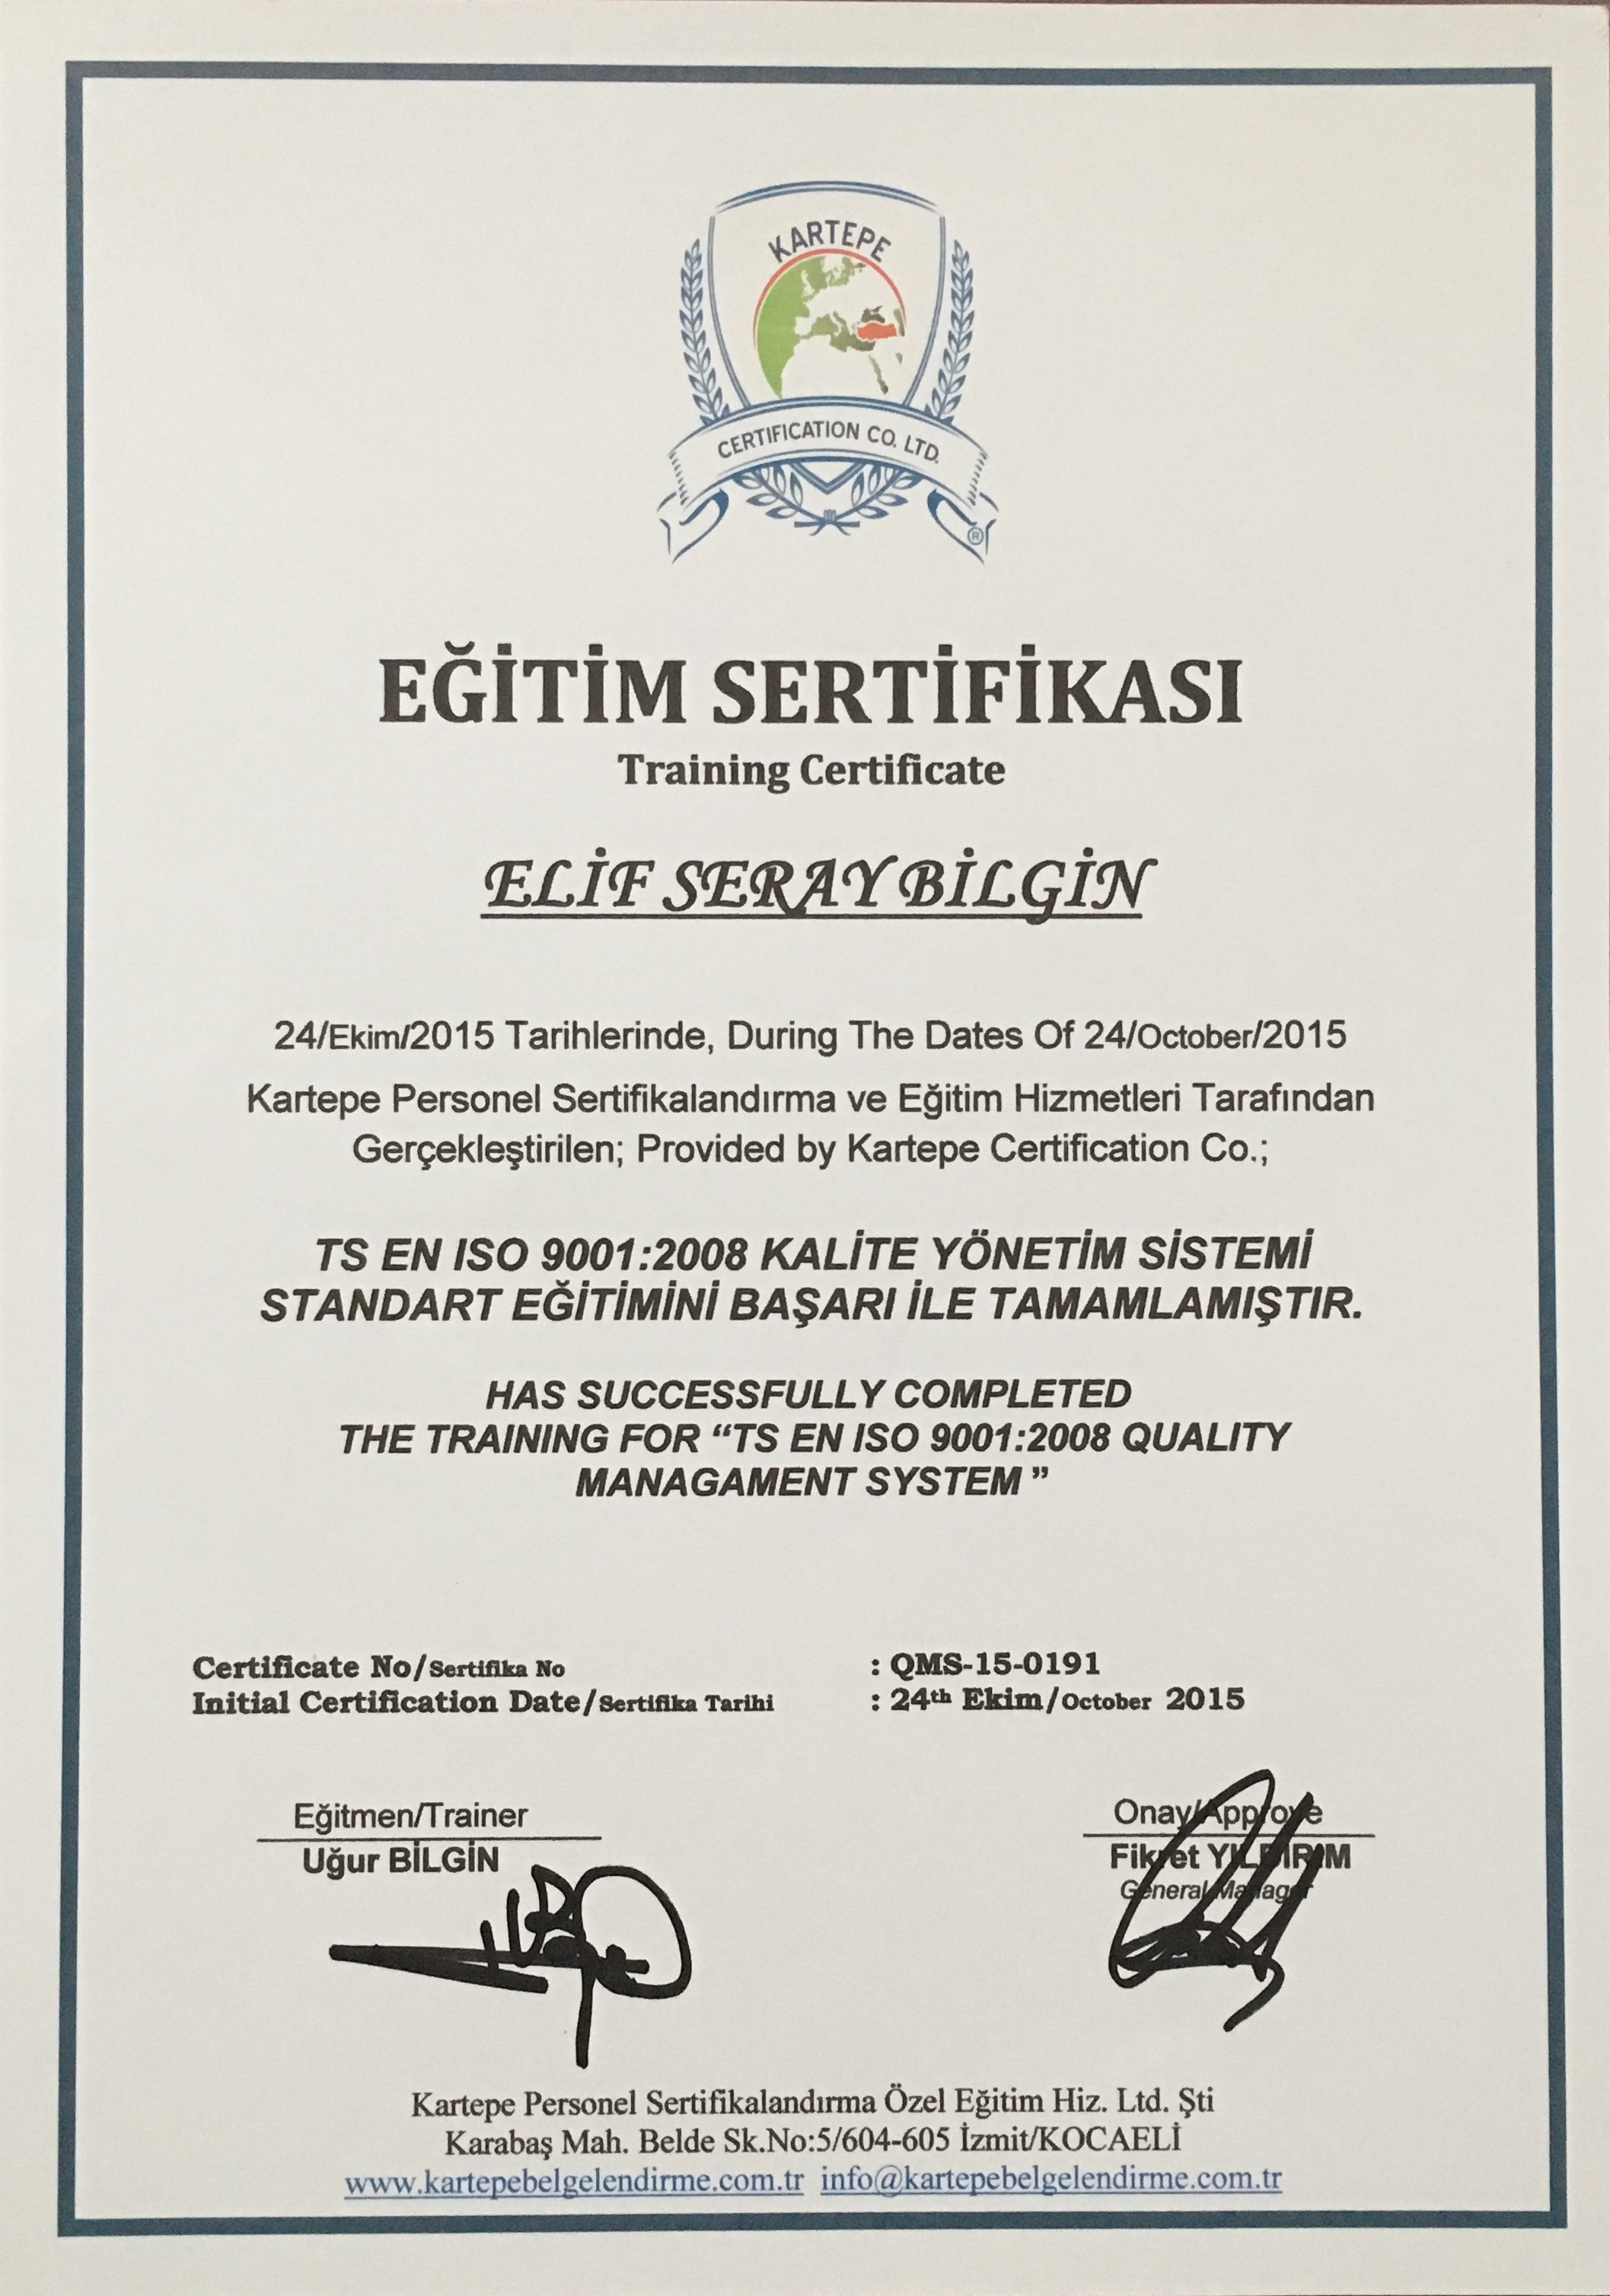 KARTEPE
CERTIFICATION CO. LTD.
®
EĞİTİM SERTİFİKASI
Training Certificate
ELİF SERAY BİLGİN
24/Ekim/2015 Tarihlerinde, During The Dates Of 24/October/2015
Kartepe Personel Sertifikalandırma ve Eğitim Hizmetleri Tarafından
Gerçekleştirilen; Provided by Kartepe Certification Co.;
TS EN ISO 9001:2008 KALİTE YÖNETİM SİSTEMİ
STANDART EĞİTİMİNİ BAŞARI İLE TAMAMLAMIŞTIR.
HAS SUCCESSFULLY COMPLETED
THE TRAINING FOR “TS EN ISO 9001:2008 QUALITY
MANAGAMENT SYSTEM ”
Certificate No/Sertifika No : QMS-15-0191
Initial Certification Date/Sertifika Tarihi : 24th Ekim/October 2015
Eğitmen/Trainer
Uğur BİLGİN
Onay/Approve
Fikret YILDIRIM
General Manager
Kartepe Personel Sertifikalandırma Özel Eğitim Hiz. Ltd. Şti
Karabaş Mah. Belde Sk.No:5/604-605 İzmit/KOCAELİ
www.kartepebelgelendirme.com.tr info@kartepebelgelendirme.com.tr